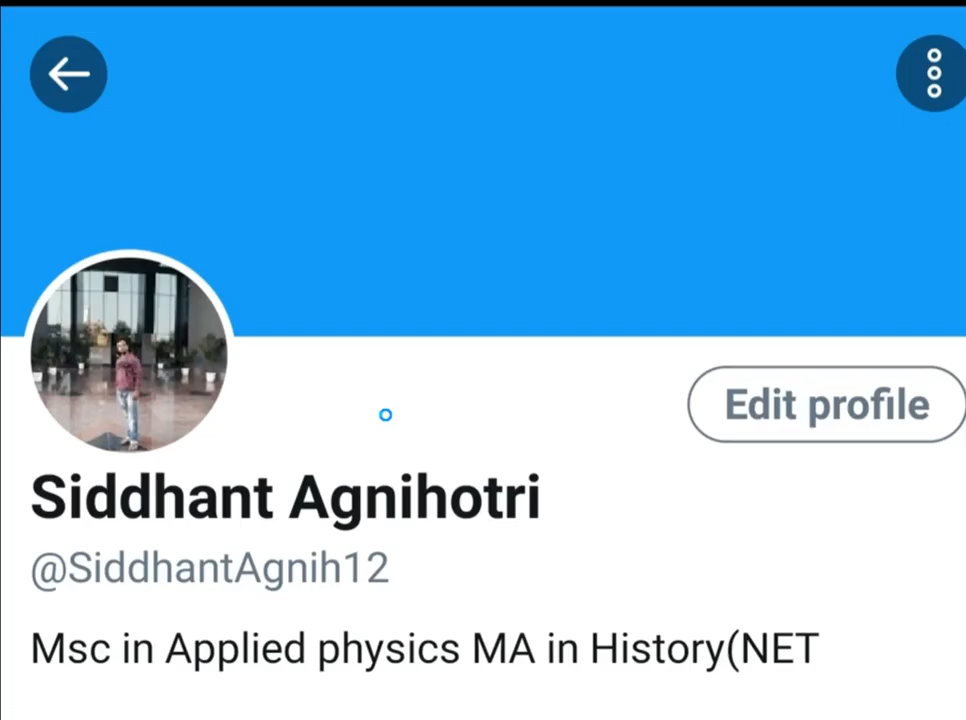 Edit profile
Siddhant Agnihotri
@SiddhantAgnih12
Msc in Applied physics MA in History(NET